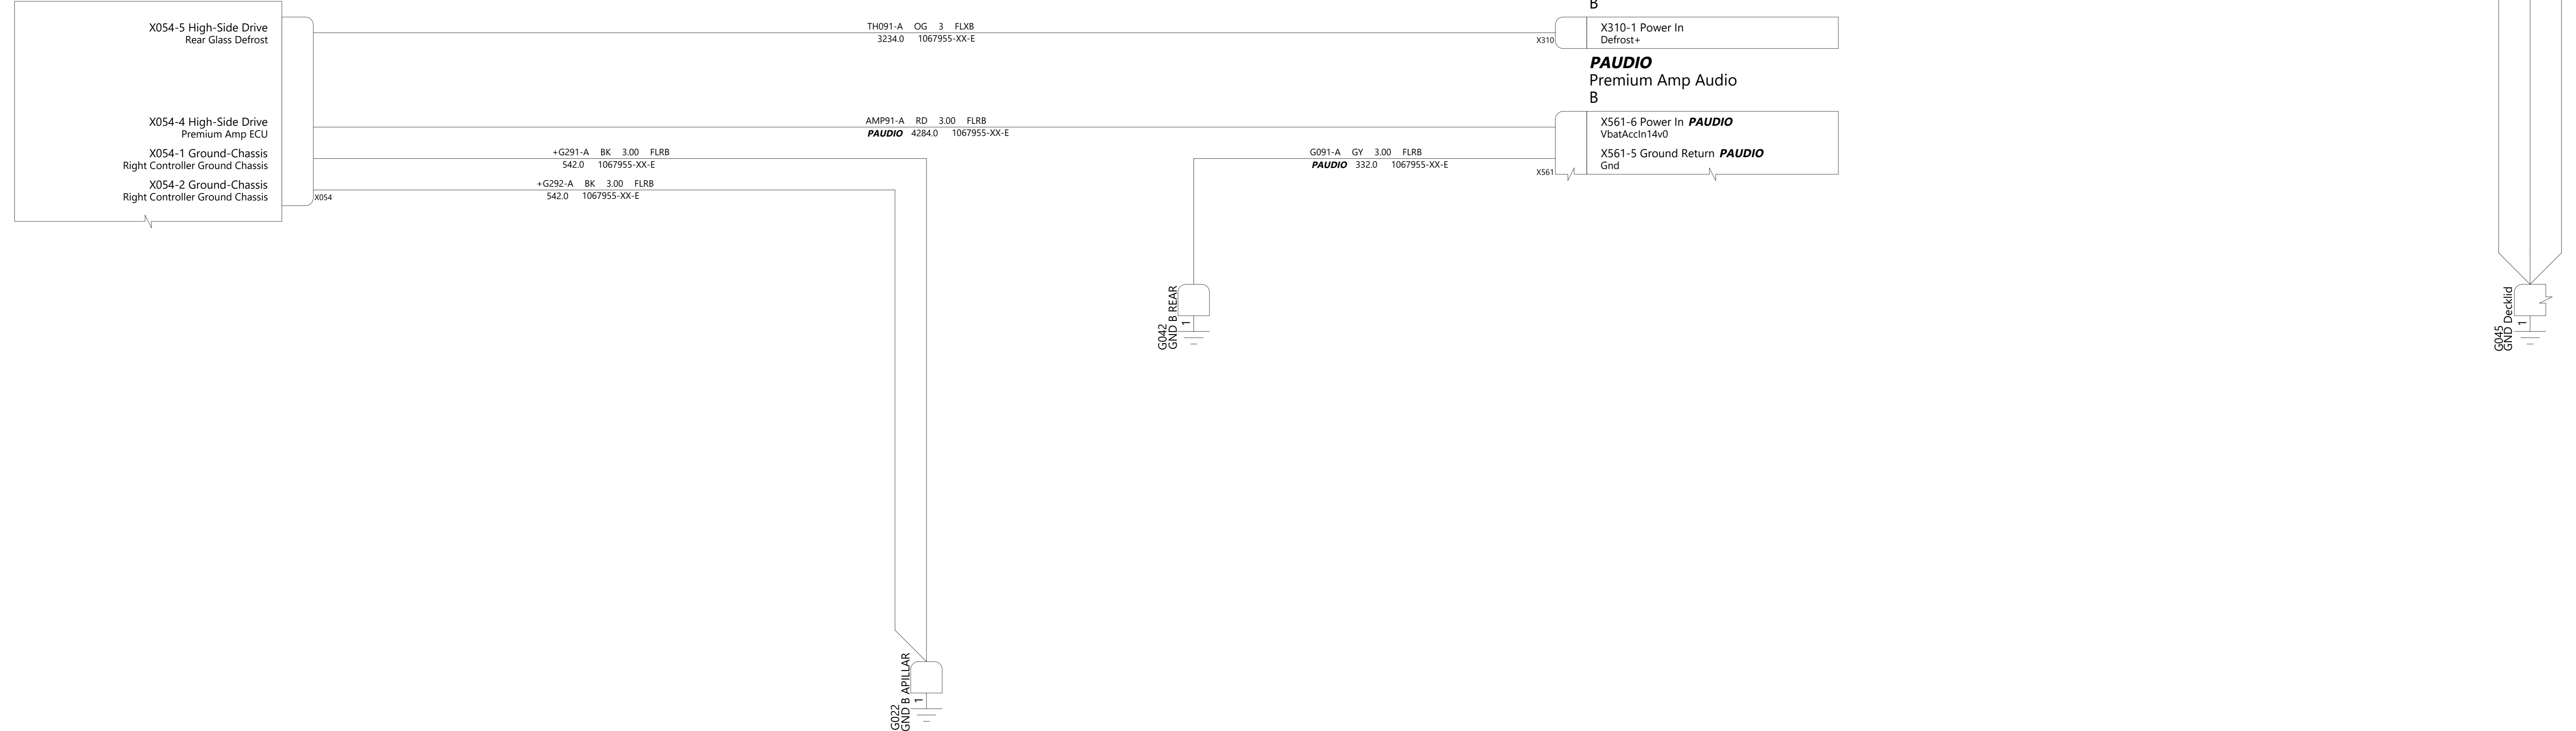 B
X054-5 High-Side Drive
Rear Glass Defrost
TH091-A OG 3 FLXB
3234.0 1067955-XX-E
X310
X310-1 Power In
Defrost+
PAUDIO
Premium Amp Audio
B
X054-4 High-Side Drive
Premium Amp ECU
AMP91-A RD 3.00 FLRB
PAUDIO 4284.0 1067955-XX-E
X561-6 Power In PAUDIO
VbatAccIn14v0
X054-1 Ground-Chassis
Right Controller Ground Chassis
+G291-A BK 3.00 FLRB
542.0 1067955-XX-E
G091-A GY 3.00 FLRB
PAUDIO 332.0 1067955-XX-E
X561-5 Ground Return PAUDIO
Gnd
X561
X054-2 Ground-Chassis
Right Controller Ground Chassis
X054
+G292-A BK 3.00 FLRB
542.0 1067955-XX-E
G042
GND B REAR
1
G045
GND Decklid
1
G022
GND B APILLAR
1